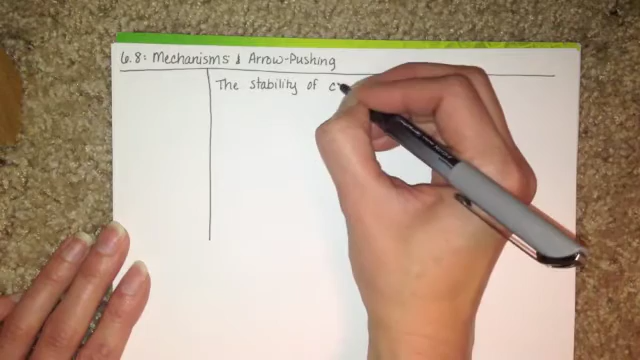 6.8: Mechanisms & Arrow-Pushing
The stability of